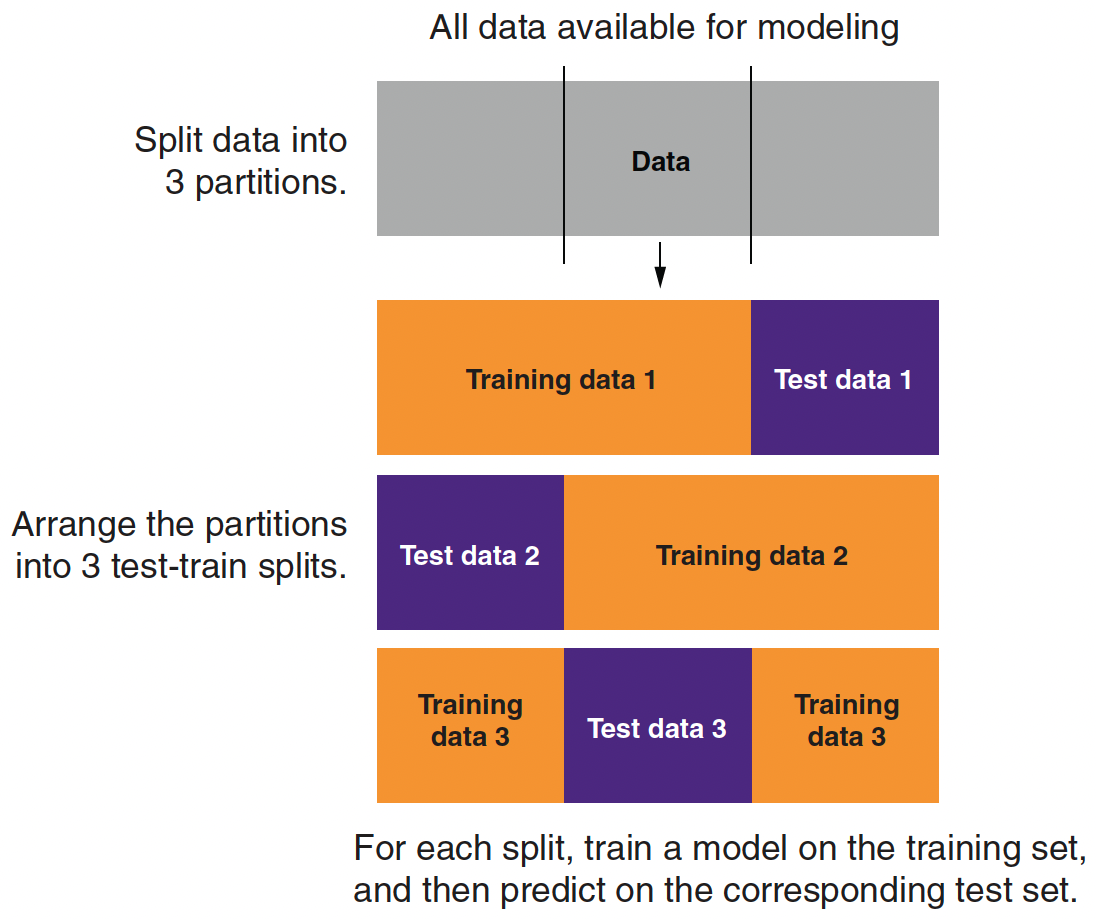 All data available for modeling
Split data into
3 partitions.
Data
Training data 1
Test data 1
Arrange the partitions
into 3 test-train splits.
Test data 2
Training data 2
Training
data 3
Test data 3
Training
data 3
For each split, train a model on the training set,
and then predict on the corresponding test set.